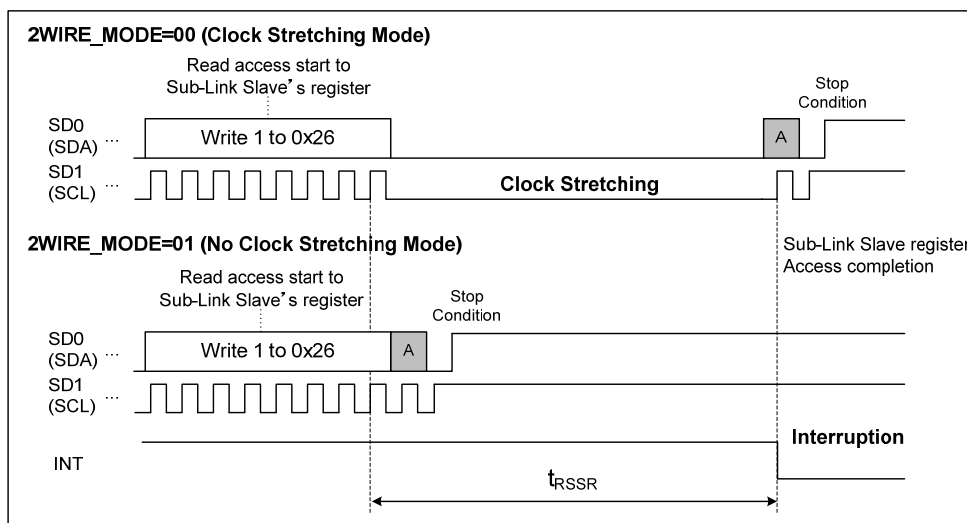 2WIRE_MODE=00 (Clock Stretching Mode)
Read access start to
Sub-Link Slave’s register
Stop
Condition
SD0
(SDA) ...
Write 1 to 0x26
A
SD1
(SCL) ...
Clock Stretching
2WIRE_MODE=01 (No Clock Stretching Mode)
Sub-Link Slave register
Access completion
Read access start to
Sub-Link Slave’s register
Stop
Condition
SD0
(SDA) ...
Write 1 to 0x26
A
SD1
(SCL) ...
Interruption
INT
tRSSR